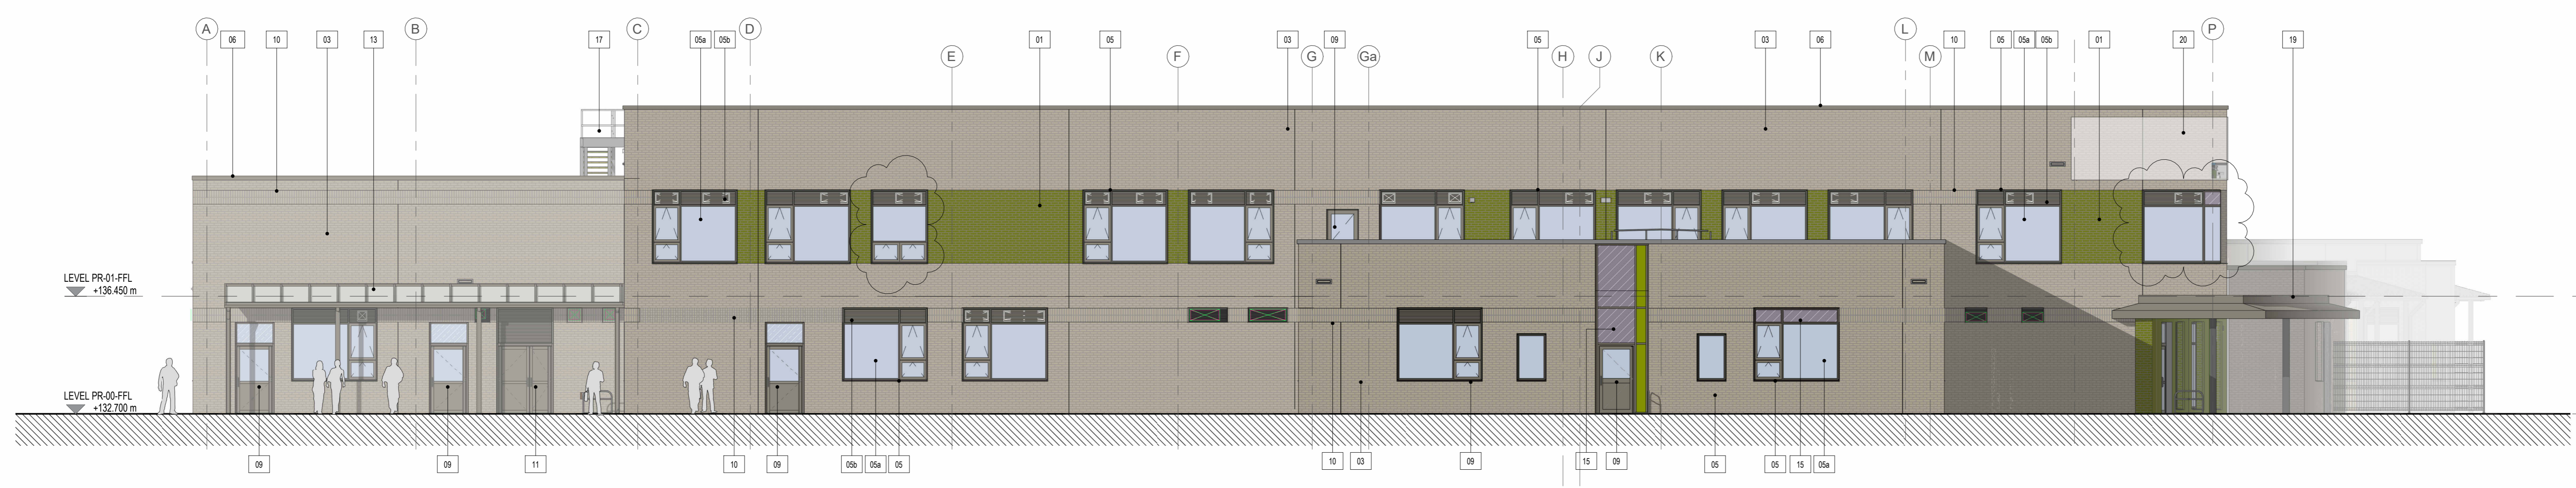 A B C D L P
06 10 03 13 17 05a 05b 01 05 03 09 05 03 06 10 05 05a 05b 01 20 19
E F G Ga H J K M
LEVEL PR-01-FFL
+136.450 m
LEVEL PR-00-FFL
+132.700 m
09 09 11 10 09 05b 05a 05 10 03 09 15 09 05 05 15 05a